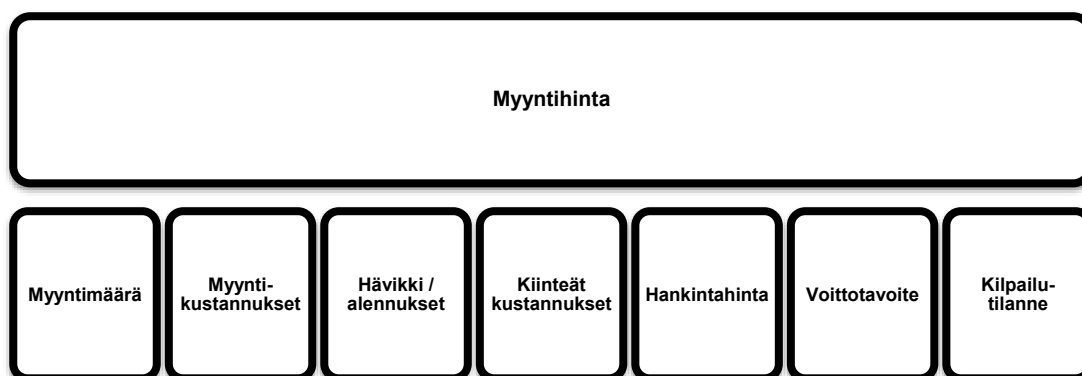 Myyntihinta
Myyntimäärä
Myynti-
kustannukset
Hävikki /
alennukset
Kiinteät
kustannukset
Hankintahinta
Voittotavoite
Kilpailu-
tilanne